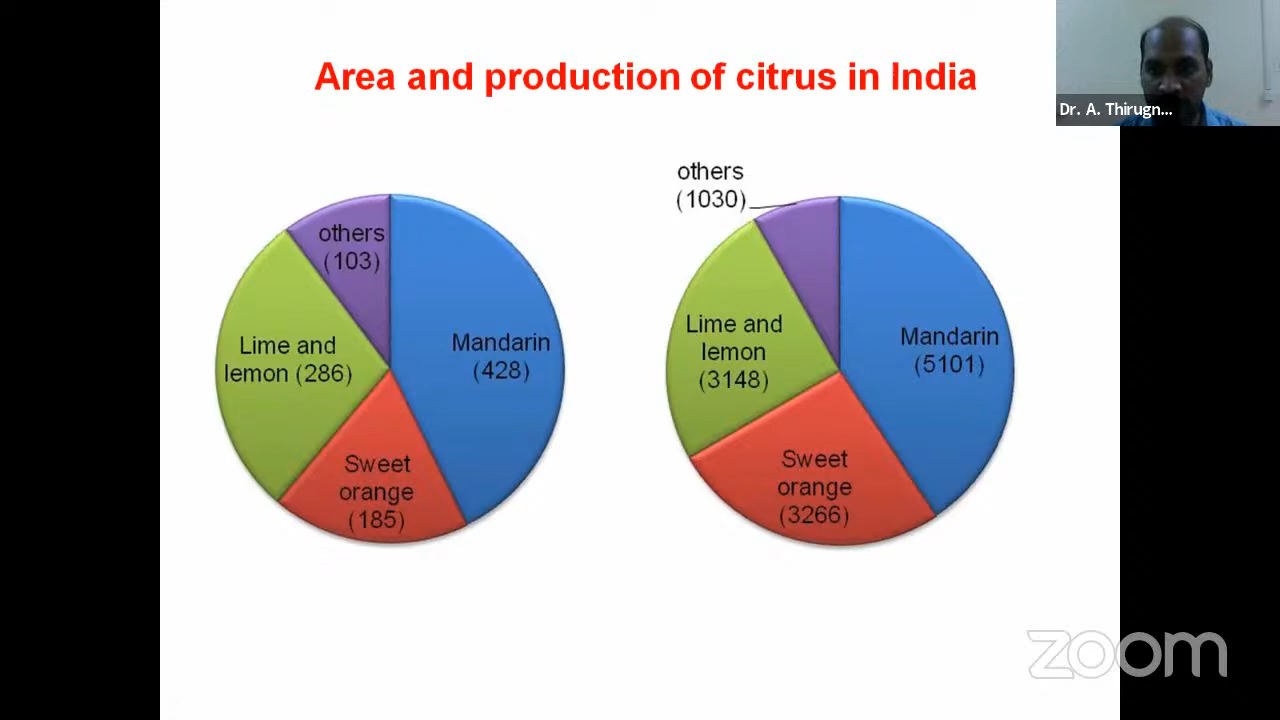 Area and production of citrus in India
Dr. A. Thirugn...
others
(103)
Mandarin
(428)
Lime and
lemon (286)
Sweet
orange
(185)
others
(1030)
Mandarin
(5101)
Lime and
lemon
(3148)
Sweet
orange
(3266)
zoom